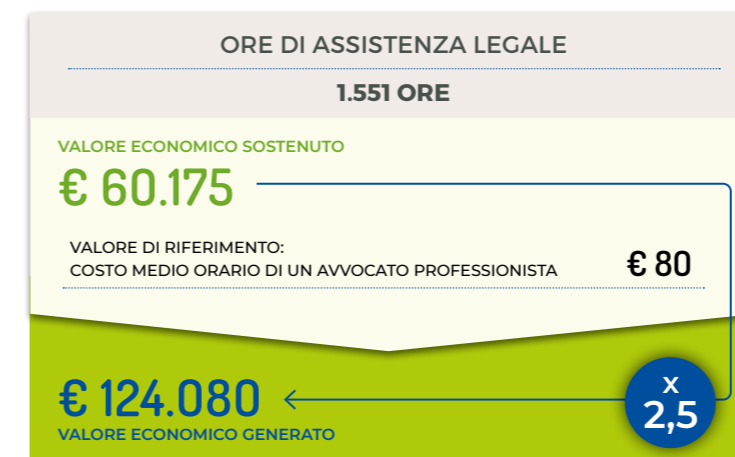 ORE DI ASSISTENZA LEGALE
1.551 ORE
VALORE ECONOMICO SOSTENUTO
€ 60.175
VALORE DI RIFERIMENTO:
COSTO MEDIO ORARIO DI UN AVVOCATO PROFESSIONISTA
€ 80
€ 124.080
VALORE ECONOMICO GENERATO
x
2,5